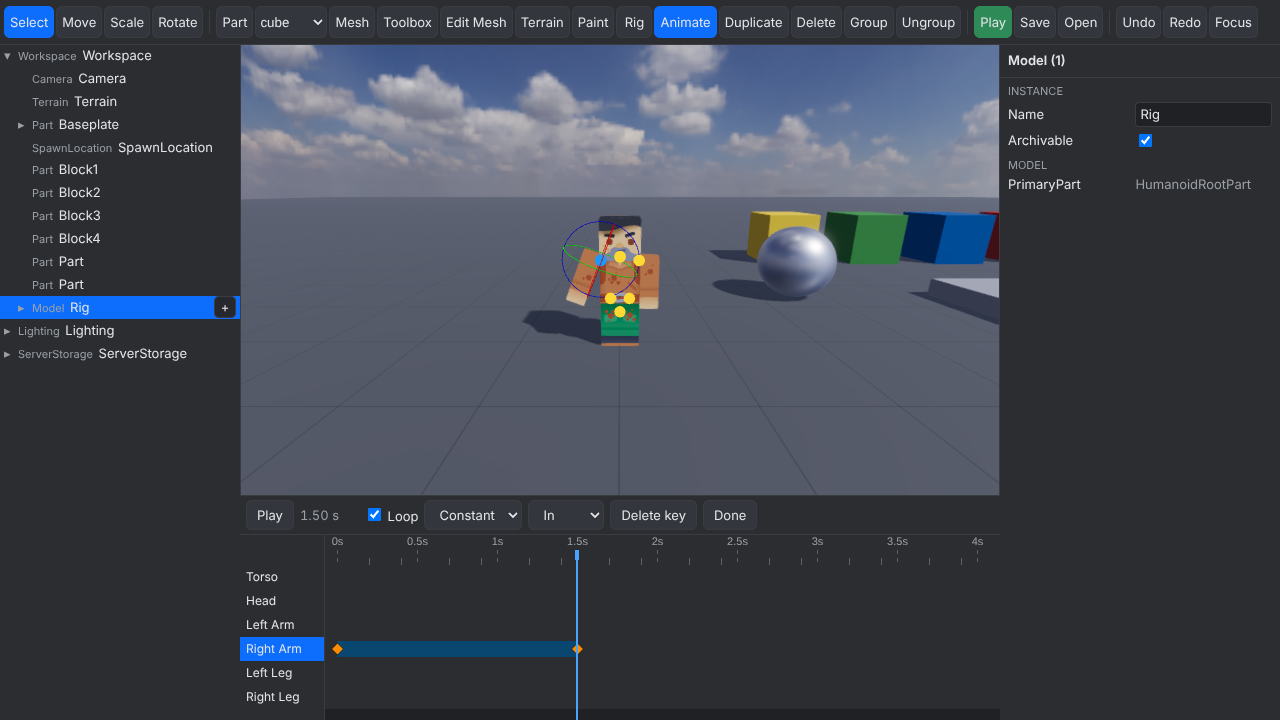 Select Move Scale Rotate Part cube Mesh Toolbox Edit Mesh Terrain Paint Rig Animate Duplicate Delete Group Ungroup Play Save Open Undo Redo Focus
Workspace Workspace
Camera Camera
Terrain Terrain
Part Baseplate
SpawnLocation SpawnLocation
Part Block1
Part Block2
Part Block3
Part Block4
Part Part
Part Part
Model Rig +
Lighting Lighting
ServerStorage ServerStorage
Model (1)
INSTANCE
Name Rig
Archivable
MODEL
PrimaryPart HumanoidRootPart
Play 1.50 s Loop Constant In Delete key Done
0s 0.5s 1s 1.5s 2s 2.5s 3s 3.5s 4s
Torso
Head
Left Arm
Right Arm
Left Leg
Right Leg